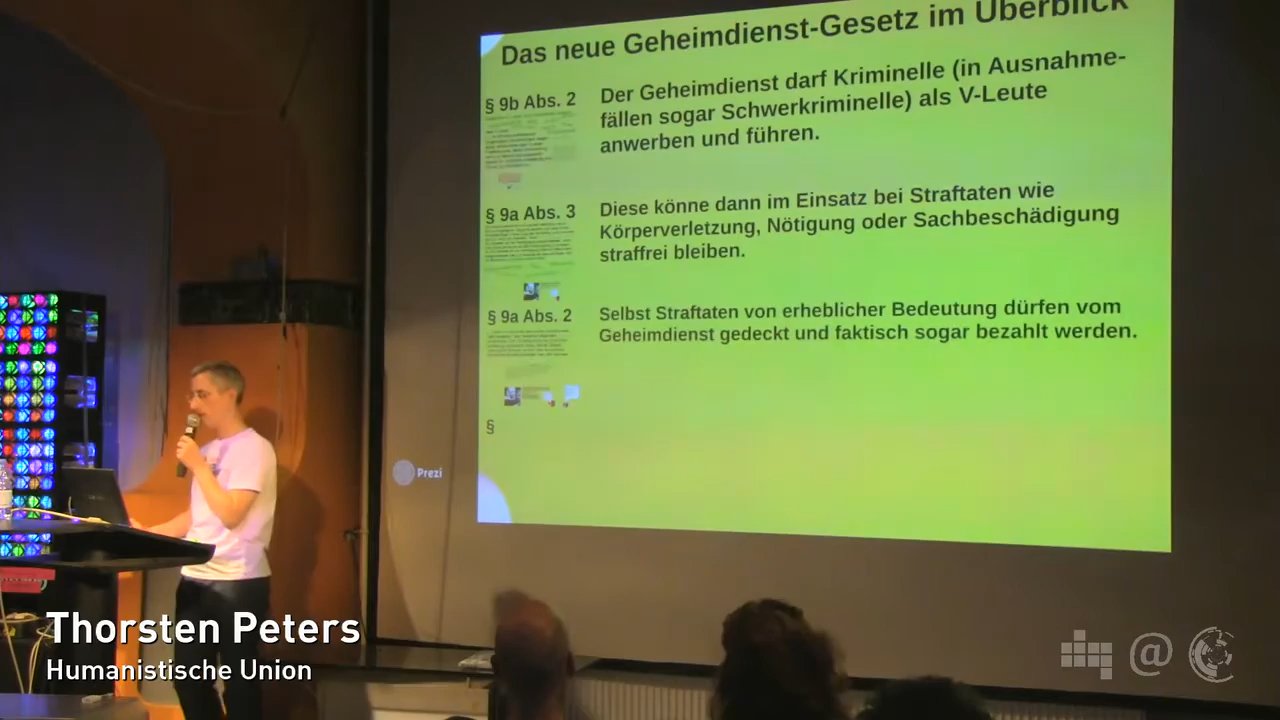 Das neue Geheimdienst-Gesetz im Überblick
§ 9b Abs. 2
Der Geheimdienst darf Kriminelle (in Ausnahme-
fällen sogar Schwerkriminelle) als V-Leute
anwerben und führen.
§ 9a Abs. 3
Diese könne dann im Einsatz bei Straftaten wie
Körperverletzung, Nötigung oder Sachbeschädigung
straffrei bleiben.
§ 9a Abs. 2
Selbst Straftaten von erheblicher Bedeutung dürfen vom
Geheimdienst gedeckt und faktisch sogar bezahlt werden.
§
Prezi
Thorsten Peters
Humanistische Union
@